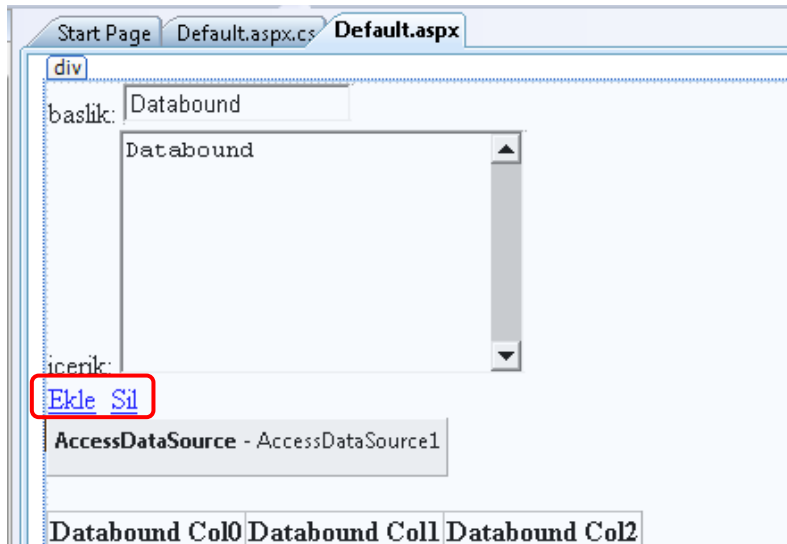 Start Page Default.aspx.cs Default.aspx
div
baslik: Databound
Databound
icerik:
Ekle Sil
AccessDataSource - AccessDataSource1
Databound Col0 Databound Col1 Databound Col2